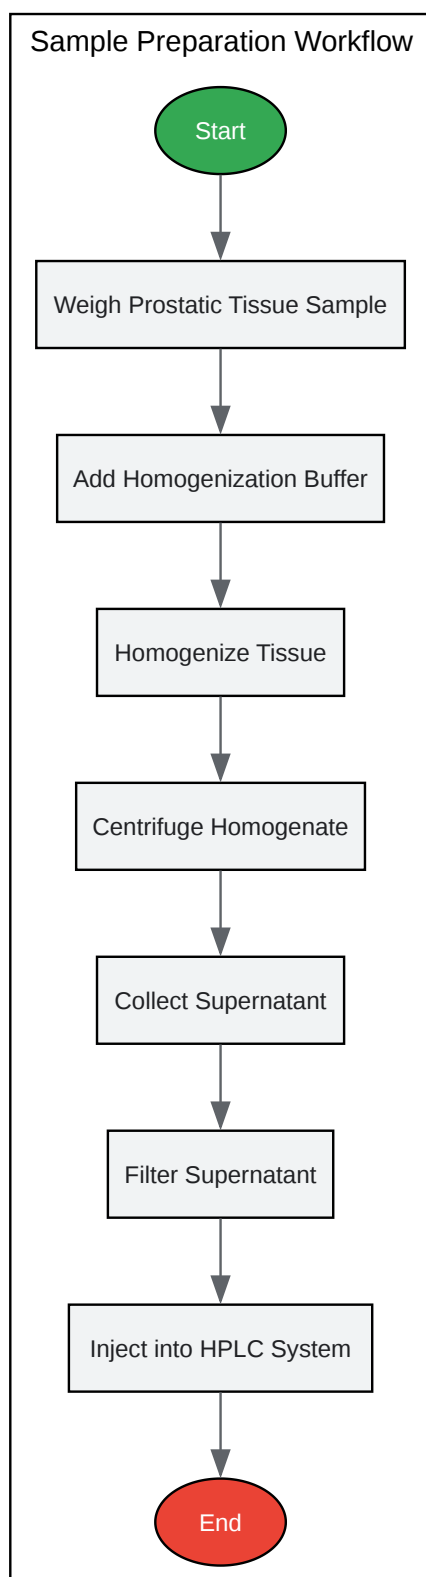 Sample Preparation Workflow
Start
Weigh Prostatic Tissue Sample
Add Homogenization Buffer
Homogenize Tissue
Centrifuge Homogenate
Collect Supernatant
Filter Supernatant
Inject into HPLC System
End